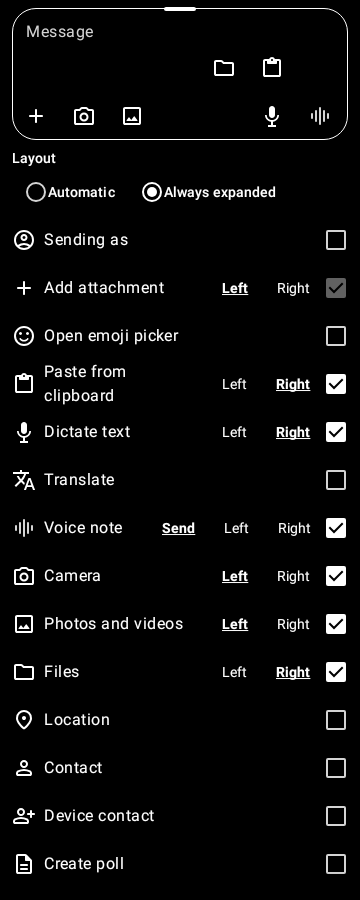 Message
Layout
Automatic Always expanded
Sending as
Add attachment Left Right
Open emoji picker
Paste from
clipboard Left Right
Dictate text Left Right
Translate
Voice note Send Left Right
Camera Left Right
Photos and videos Left Right
Files Left Right
Location
Contact
Device contact
Create poll